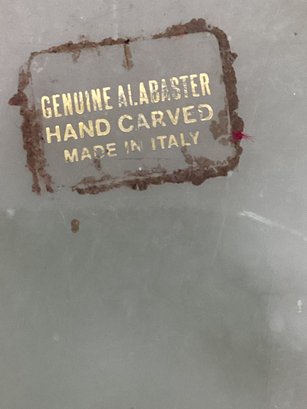 GENUINE ALABASTER
HAND CARVED
MADE IN ITALY